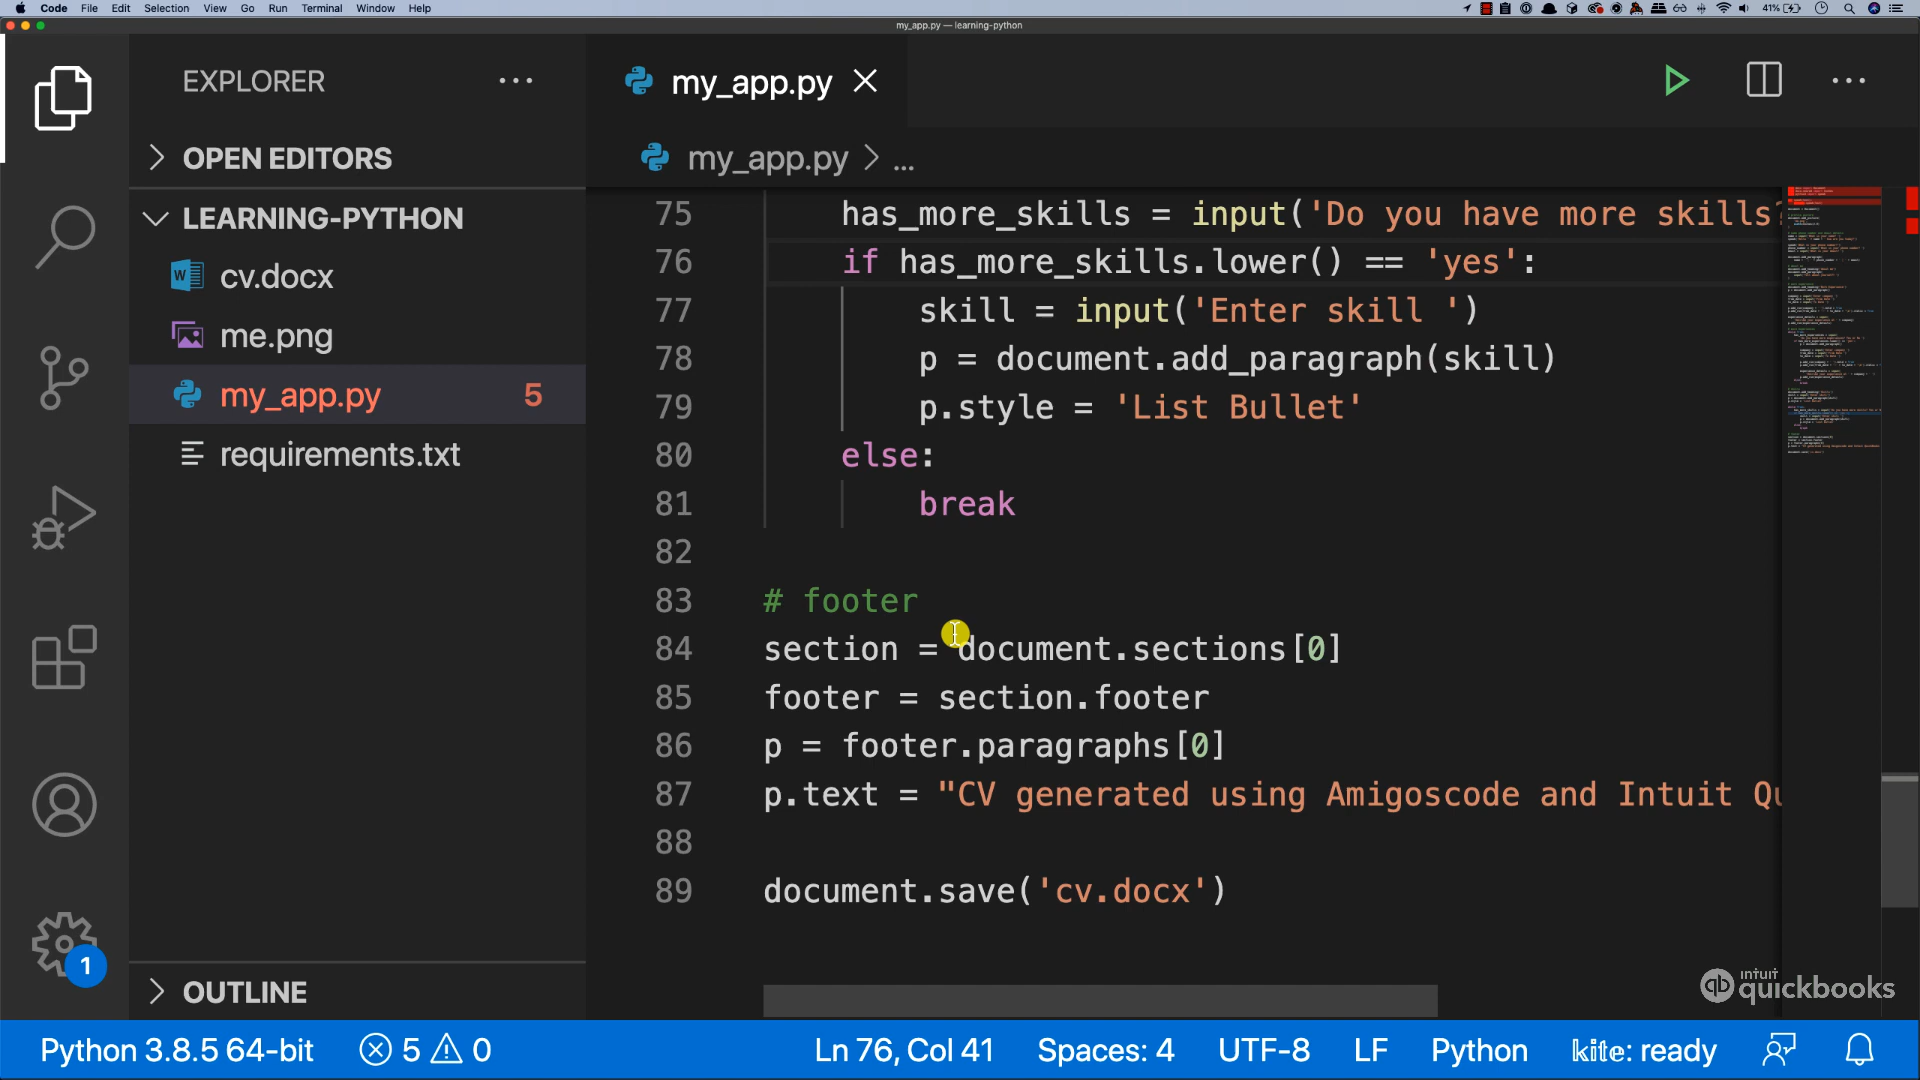 Code File Edit Selection View Go Run Terminal Window Help
41%
my_app.py — learning-python
EXPLORER
OPEN EDITORS
LEARNING-PYTHON
cv.docx
me.png
my_app.py 5
requirements.txt
OUTLINE
my_app.py
my_app.py > ...
75 has_more_skills = input('Do you have more skills
76 if has_more_skills.lower() == 'yes':
77 skill = input('Enter skill ')
78 p = document.add_paragraph(skill)
79 p.style = 'List Bullet'
80 else:
81 break
82
83 # footer
84 section = document.sections[0]
85 footer = section.footer
86 p = footer.paragraphs[0]
87 p.text = "CV generated using Amigoscode and Intuit Qu
88
89 document.save('cv.docx')
1
intuit
quickbooks
Python 3.8.5 64-bit 5 0 Ln 76, Col 41 Spaces: 4 UTF-8 LF Python kite: ready